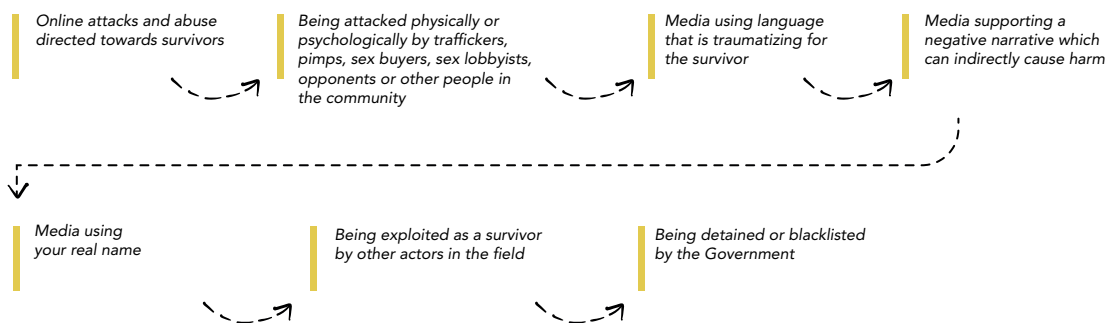 Online attacks and abuse
directed towards survivors
Being attacked physically or
psychologically by traffickers,
pimps, sex buyers, sex lobbyists,
opponents or other people in
the community
Media using language
that is traumatizing for
the survivor
Media supporting a
negative narrative which
can indirectly cause harm
Media using
your real name
Being exploited as a survivor
by other actors in the field
Being detained or blacklisted
by the Government